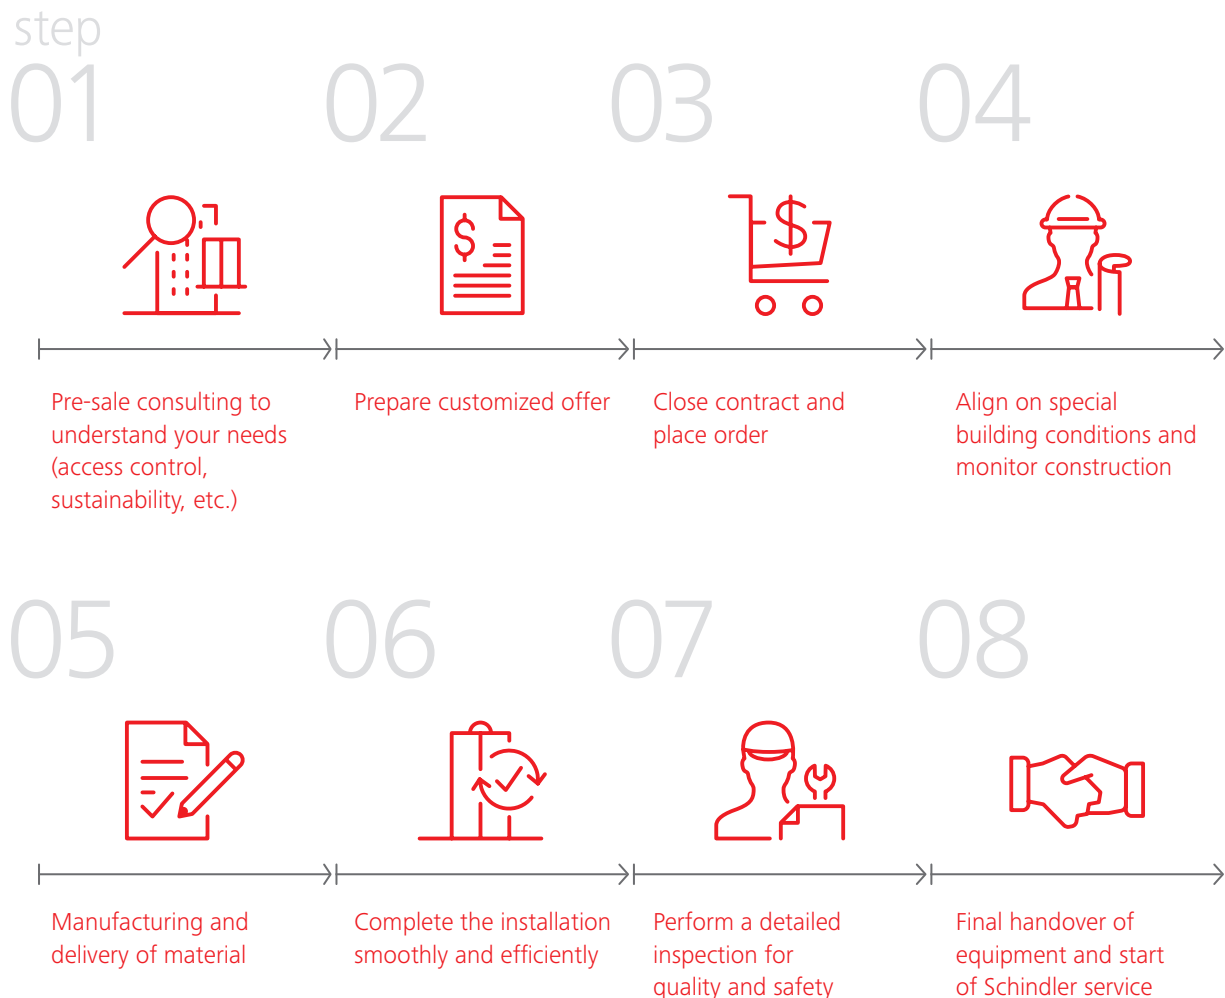 step
01
02
03
04
$
$
Pre-sale consulting to
understand your needs
(access control,
sustainability, etc.)
Prepare customized offer
Close contract and
place order
Align on special
building conditions and
monitor construction
05
06
07
08
Manufacturing and
delivery of material
Complete the installation
smoothly and efficiently
Perform a detailed
inspection for
quality and safety
Final handover of
equipment and start
of Schindler service